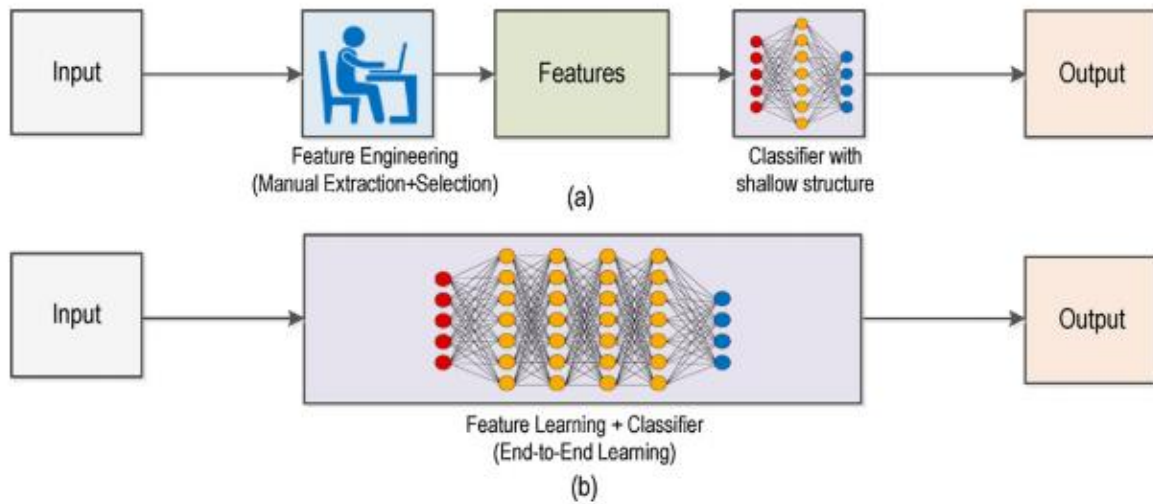 Input
Features
Output
Feature Engineering
(Manual Extraction+Selection)
Classifier with
shallow structure
(a)
Input
Output
Feature Learning + Classifier
(End-to-End Learning)
(b)